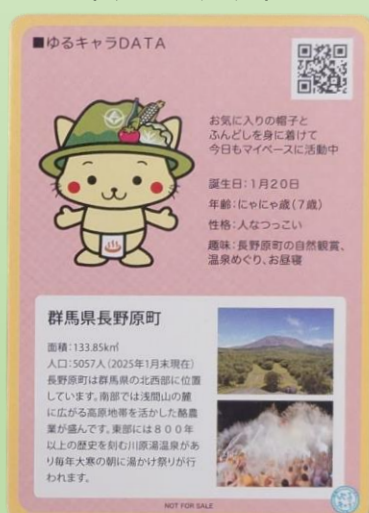 ■ゆるキャラDATA
お気に入りの帽子と
ふんどしを身に着けて
今日もマイペースに活動中
誕生日:1月20日
年齢:にゃにゃ歳(7歳)
性格:人なつっこい
趣味:長野原町の自然観賞、
温泉めぐり、お昼寝
群馬県長野原町
面積:133.85㎢
人口:5057人(2025年1月末現在)
長野原町は群馬県の北西部に位置
しています。南部では浅間山の麓
に広がる高原地帯を活かした酪農
業が盛んです。東部には800年
以上の歴史を刻む川原湯温泉があ
り毎年大寒の朝に湯かけ祭りが行
われます。
NOT FOR SALE